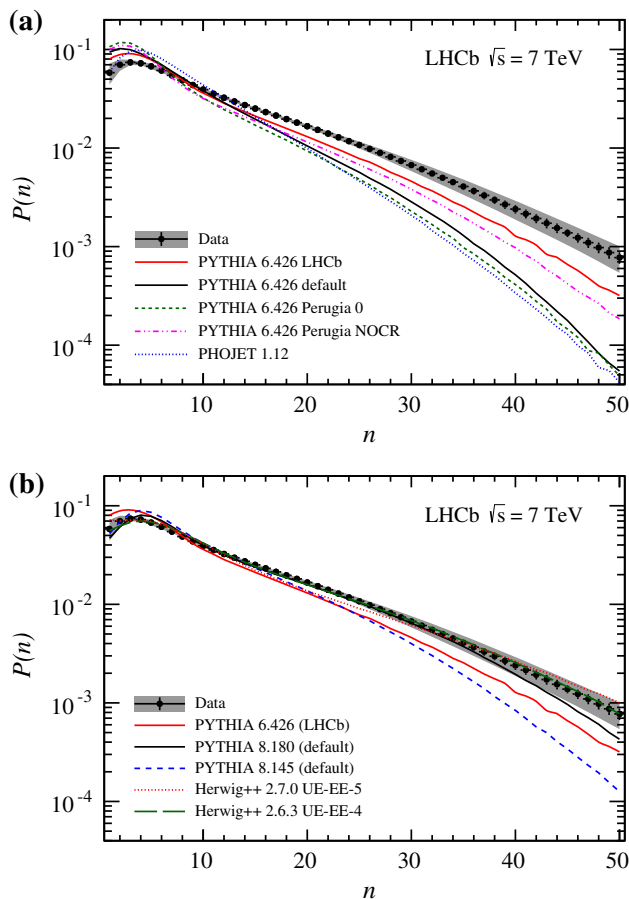 (a)
LHCb √s = 7 TeV
10⁻¹
10⁻²
10⁻³
10⁻⁴
P(n)
Data
PYTHIA 6.426 LHCb
PYTHIA 6.426 default
PYTHIA 6.426 Perugia 0
PYTHIA 6.426 Perugia NOCR
PHOJET 1.12
10 20 30 40 50
n
(b)
LHCb √s = 7 TeV
10⁻¹
10⁻²
10⁻³
10⁻⁴
P(n)
Data
PYTHIA 6.426 (LHCb)
PYTHIA 8.180 (default)
PYTHIA 8.145 (default)
Herwig++ 2.7.0 UE-EE-5
Herwig++ 2.6.3 UE-EE-4
10 20 30 40 50
n